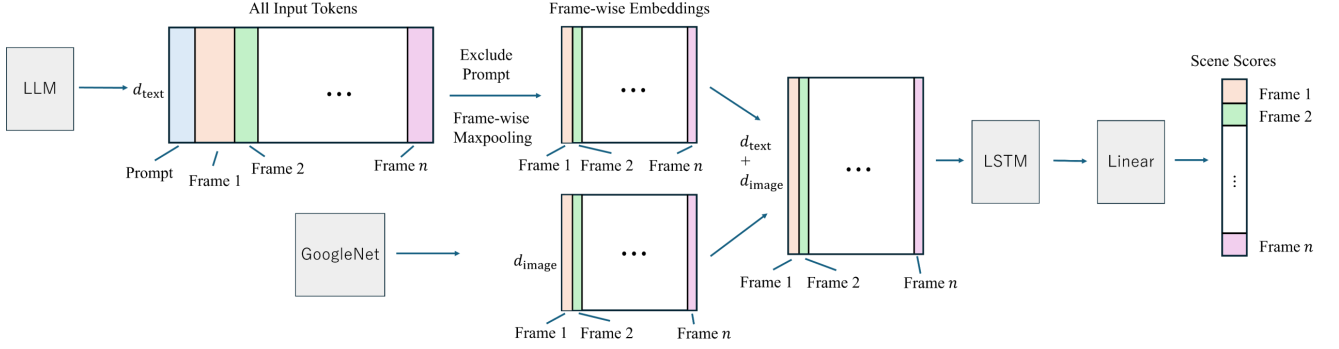 All Input Tokens
LLM
d_text
...
Prompt
Frame 1
Frame 2
Frame n
Exclude
Prompt
Frame-wise
Maxpooling
Frame-wise Embeddings
...
Frame 1
Frame 2
Frame n
GoogleNet
d_image
...
Frame 1
Frame 2
Frame n
d_text
+
d_image
...
Frame 1
Frame 2
Frame n
LSTM
Linear
Scene Scores
Frame 1
Frame 2
⋮
Frame n